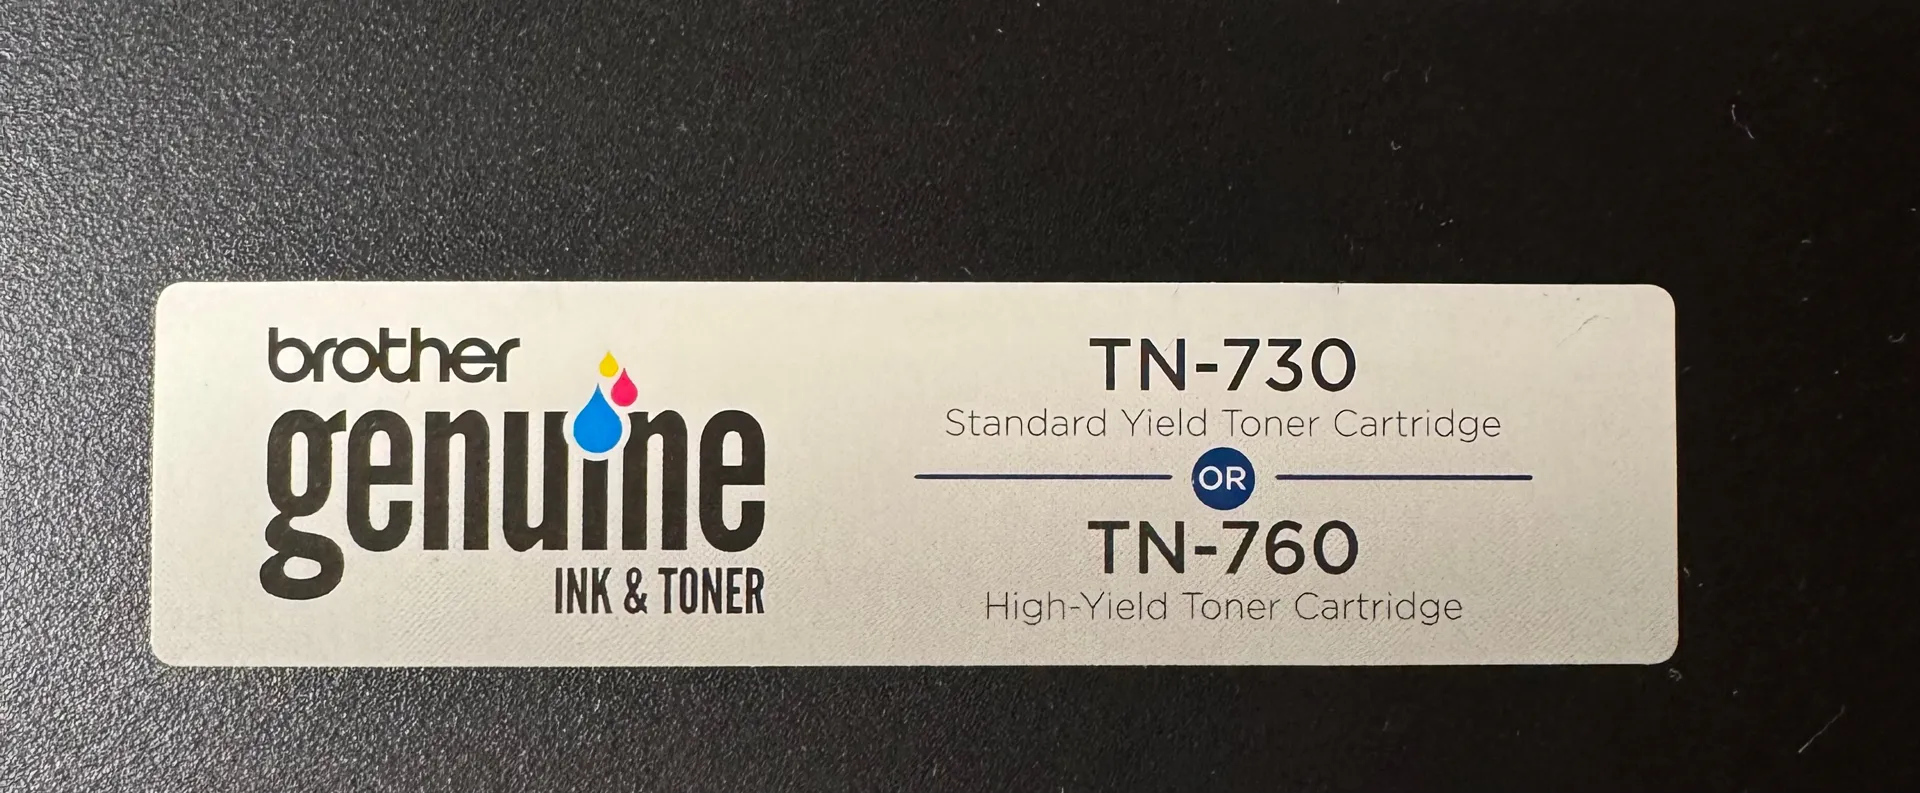 brother
genuine
INK & TONER
TN-730
Standard Yield Toner Cartridge
OR
TN-760
High-Yield Toner Cartridge